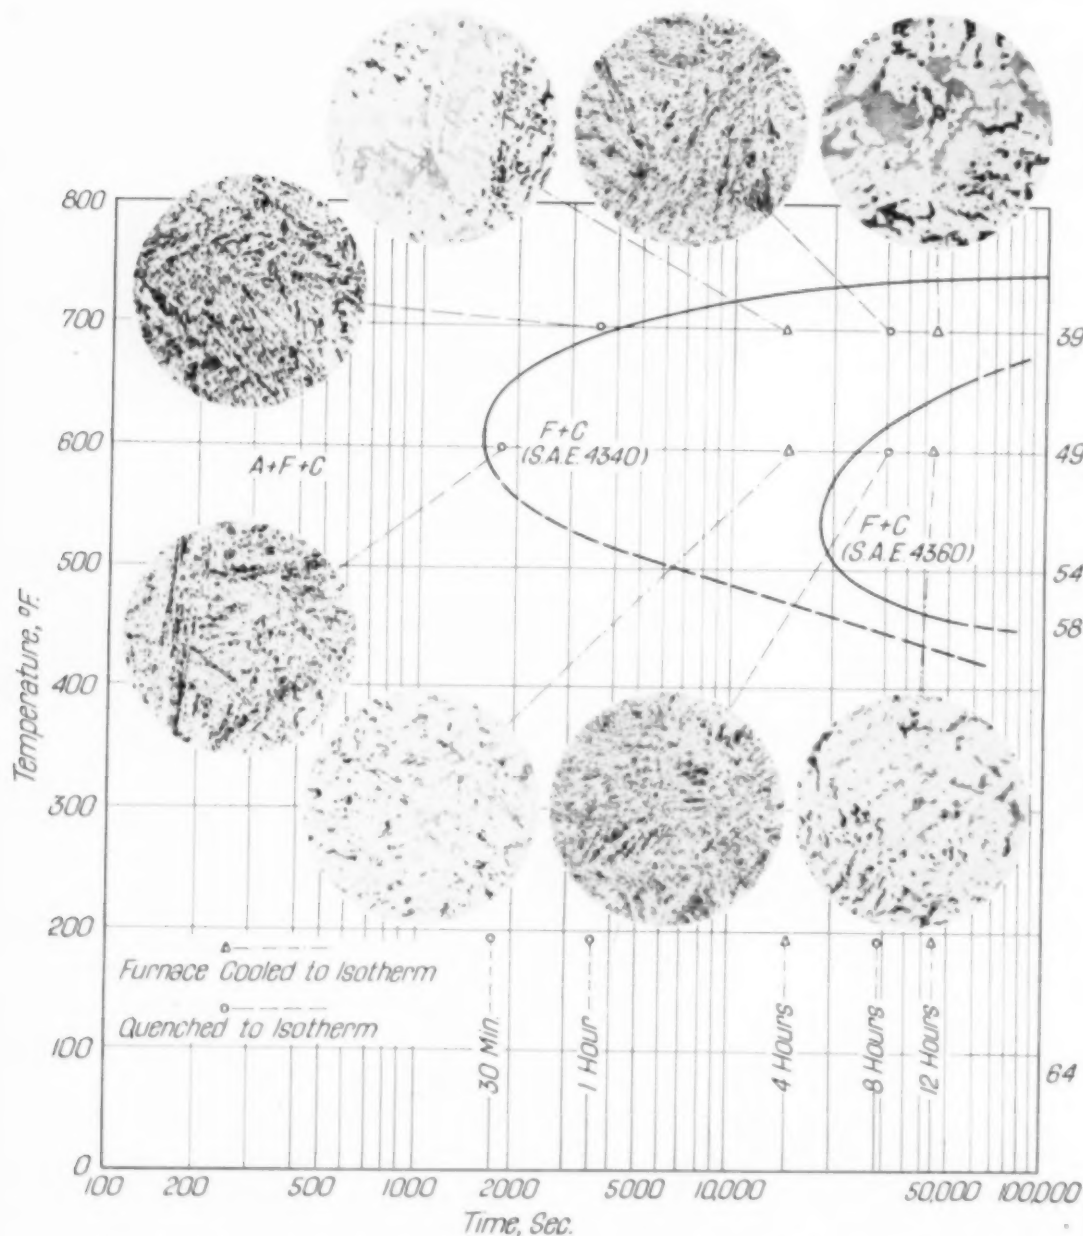 800
700
39
F+C
(S.A.E. 4340)
600
49
A+F+C
F+C
(S.A.E. 4360)
500
54
58
Temperature, °F.
400
300
200
Furnace Cooled to Isotherm
Quenched to Isotherm
30 Min.
1 Hour
4 Hours
8 Hours
12 Hours
100
64
0
100
200
500
1000
2000
5000
10,000
50,000
100,000
Time, Sec.